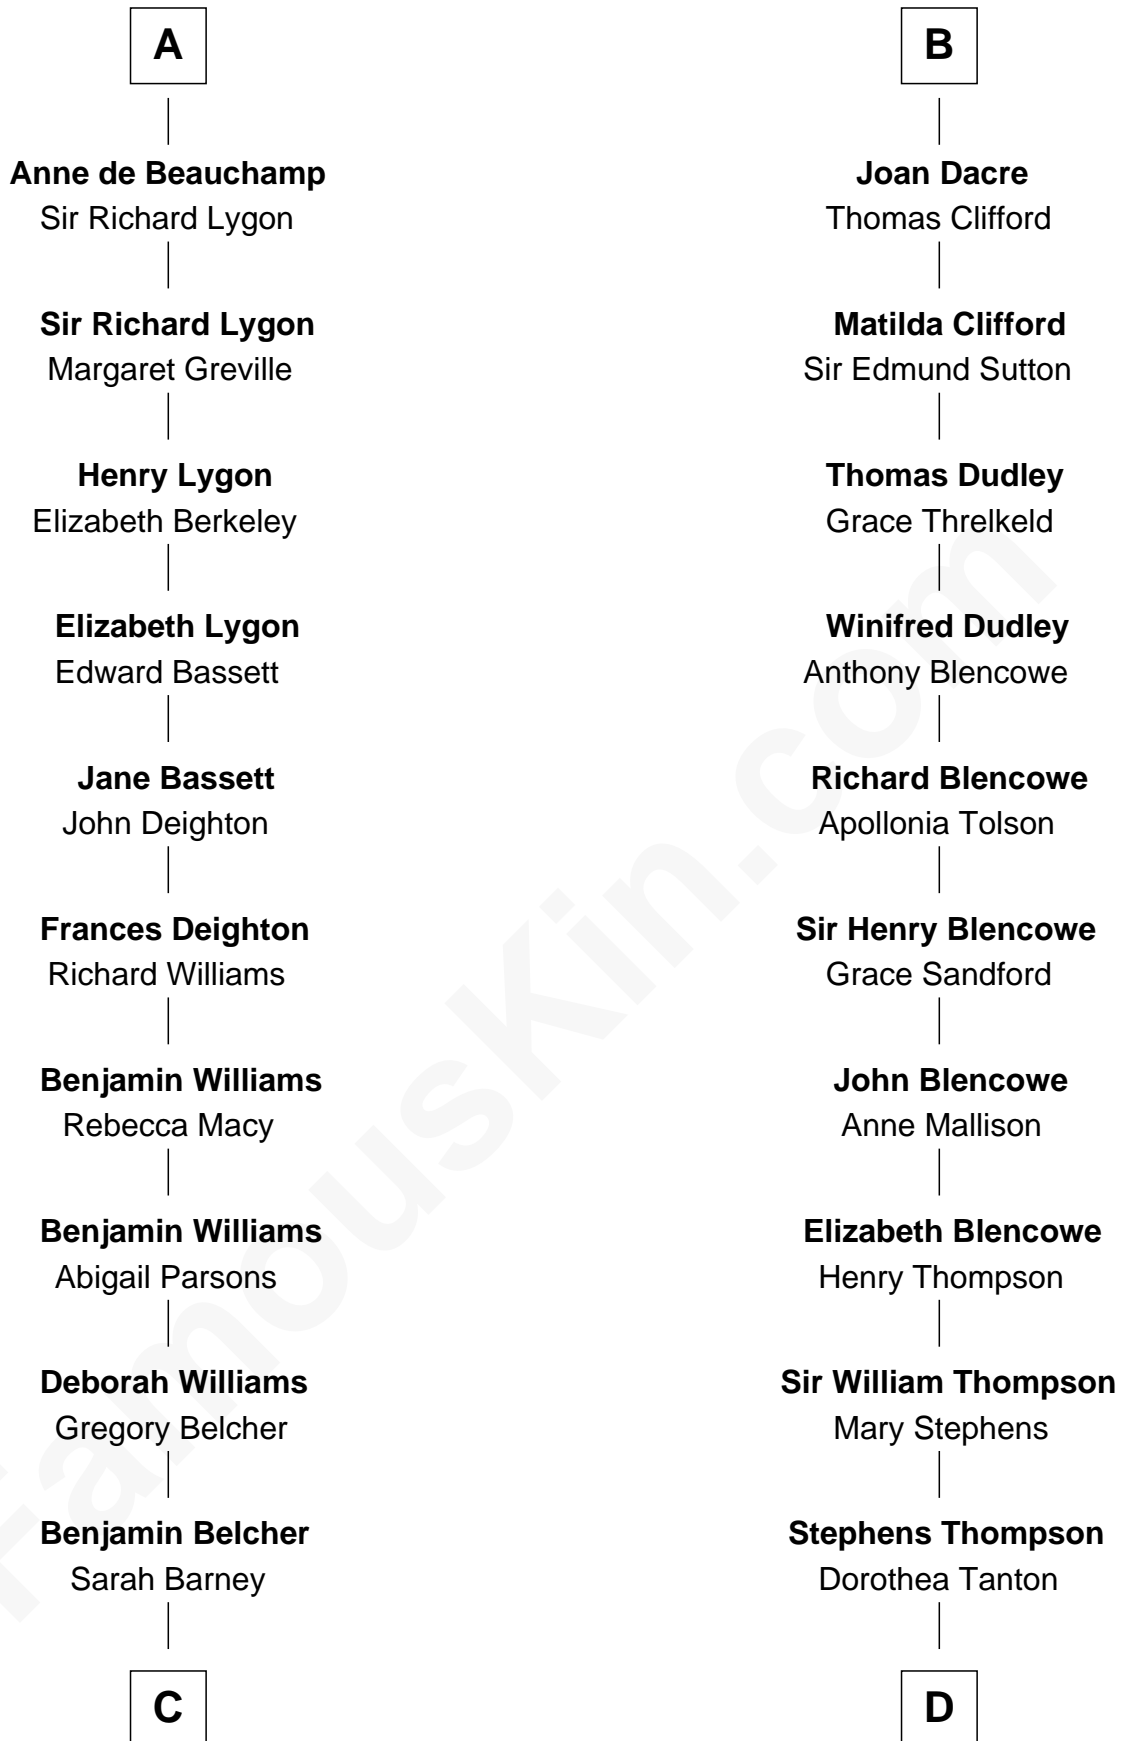 A
Anne de Beauchamp
Sir Richard Lygon
Sir Richard Lygon
Margaret Greville
Henry Lygon
Elizabeth Berkeley
Elizabeth Lygon
Edward Bassett
Jane Bassett
John Deighton
Frances Deighton
Richard Williams
Benjamin Williams
Rebecca Macy
Benjamin Williams
Abigail Parsons
Deborah Williams
Gregory Belcher
Benjamin Belcher
Sarah Barney
C
B
Joan Dacre
Thomas Clifford
Matilda Clifford
Sir Edmund Sutton
Thomas Dudley
Grace Threlkeld
Winifred Dudley
Anthony Blencowe
Richard Blencowe
Apollonia Tolson
Sir Henry Blencowe
Grace Sandford
John Blencowe
Anne Mallison
Elizabeth Blencowe
Henry Thompson
Sir William Thompson
Mary Stephens
Stephens Thompson
Dorothea Tanton
D
FamousKin.com